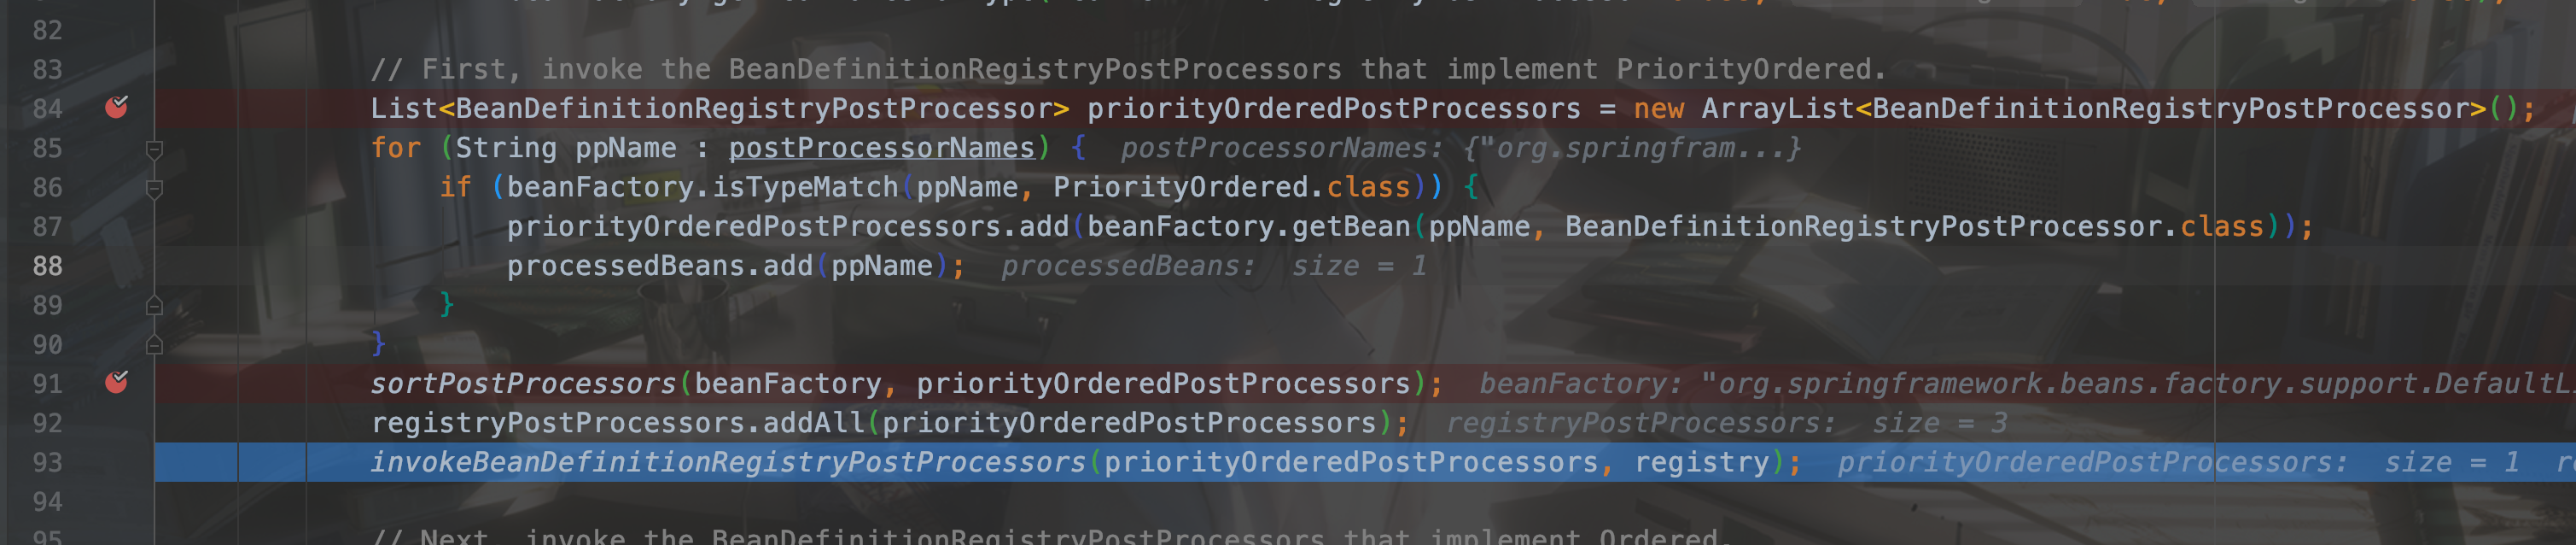 82
83 // First, invoke the BeanDefinitionRegistryPostProcessors that implement PriorityOrdered.
84 List<BeanDefinitionRegistryPostProcessor> priorityOrderedPostProcessors = new ArrayList<BeanDefinitionRegistryPostProcessor>();
85 for (String ppName : postProcessorNames) { postProcessorNames: {"org.springfram...}
86 if (beanFactory.isTypeMatch(ppName, PriorityOrdered.class)) {
87 priorityOrderedPostProcessors.add(beanFactory.getBean(ppName, BeanDefinitionRegistryPostProcessor.class));
88 processedBeans.add(ppName); processedBeans: size = 1
89 }
90 }
91 sortPostProcessors(beanFactory, priorityOrderedPostProcessors); beanFactory: "org.springframework.beans.factory.support.DefaultL
92 registryPostProcessors.addAll(priorityOrderedPostProcessors); registryPostProcessors: size = 3
93 invokeBeanDefinitionRegistryPostProcessors(priorityOrderedPostProcessors, registry); priorityOrderedPostProcessors: size = 1
94
95 // Next, invoke the BeanDefinitionRegistryPostProcessors that implement Ordered.